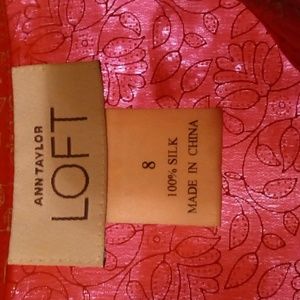 ANN TAYLOR
LOFT
8
100% SILK
MADE IN CHINA